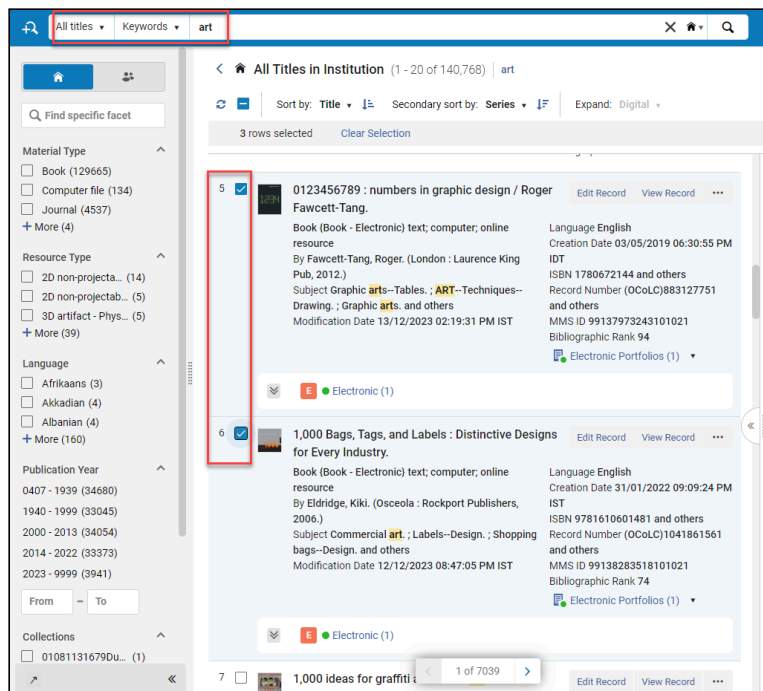 All titles Keywords art
All Titles in Institution (1 - 20 of 140,768) art
Find specific facet
Sort by: Title Secondary sort by: Series Expand: Digital
3 rows selected Clear Selection
Material Type
Book (129665)
Computer file (134)
Journal (4537)
+ More (4)
Resource Type
2D non-projecta... (14)
2D non-projectab... (5)
3D artifact - Phys... (5)
+ More (39)
Language
Afrikaans (3)
Akkadian (4)
Albanian (4)
+ More (160)
Publication Year
0407 - 1939 (34680)
1940 - 1999 (33045)
2000 - 2013 (34054)
2014 - 2022 (33373)
2023 - 9999 (3941)
From – To
Collections
01081131679Du... (1)
5
1234
0123456789 : numbers in graphic design / Roger
Fawcett-Tang.
Edit Record View Record
Book (Book - Electronic) text; computer; online
resource
By Fawcett-Tang, Roger. (London : Laurence King
Pub, 2012.)
Subject Graphic arts--Tables. ; ART--Techniques--
Drawing. ; Graphic arts. and others
Modification Date 13/12/2023 02:19:31 PM IST
Language English
Creation Date 03/05/2019 06:30:55 PM
IDT
ISBN 1780672144 and others
Record Number (OCoLC)883127751
and others
MMS ID 99137973243101021
Bibliographic Rank 94
Electronic Portfolios (1)
E Electronic (1)
6
1,000 Bags, Tags, and Labels : Distinctive Designs
for Every Industry.
Edit Record View Record
Book (Book - Electronic) text; computer; online
resource
By Eldridge, Kiki. (Osceola : Rockport Publishers,
2006.)
Subject Commercial art. ; Labels--Design. ; Shopping
bags--Design. and others
Modification Date 12/12/2023 08:47:05 PM IST
Language English
Creation Date 31/01/2022 09:09:24 PM
IST
ISBN 9781610601481 and others
Record Number (OCoLC)1041861561
and others
MMS ID 99138283518101021
Bibliographic Rank 74
Electronic Portfolios (1)
E Electronic (1)
7
1,000 ideas for graffiti
Edit Record View Record
1 of 7039